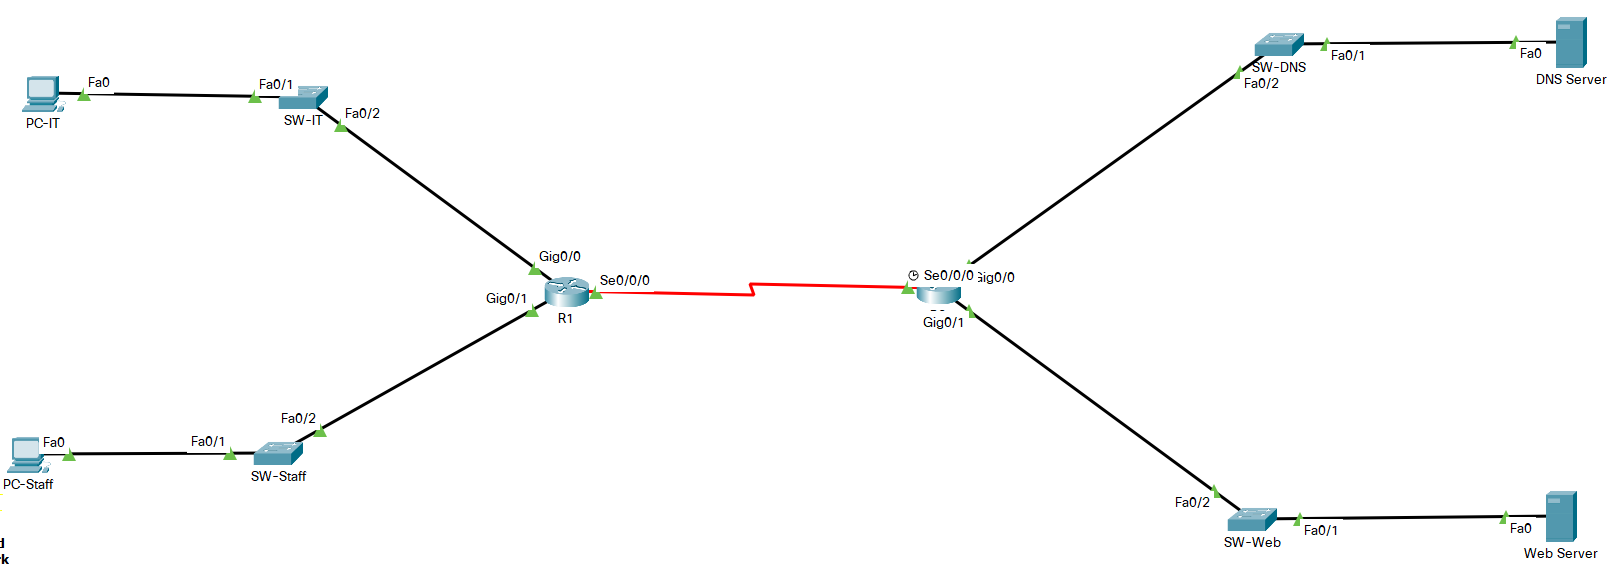 Fa0
PC-IT
Fa0/1
SW-IT
Fa0/2
Gig0/0
Gig0/1
R1
Se0/0/0
Fa0
PC-Staff
Fa0/1
SW-Staff
Fa0/2
Se0/0/0
Gig0/0
Gig0/1
SW-DNS
Fa0/2
Fa0/1
Fa0
DNS Server
Fa0/2
SW-Web
Fa0/1
Fa0
Web Server